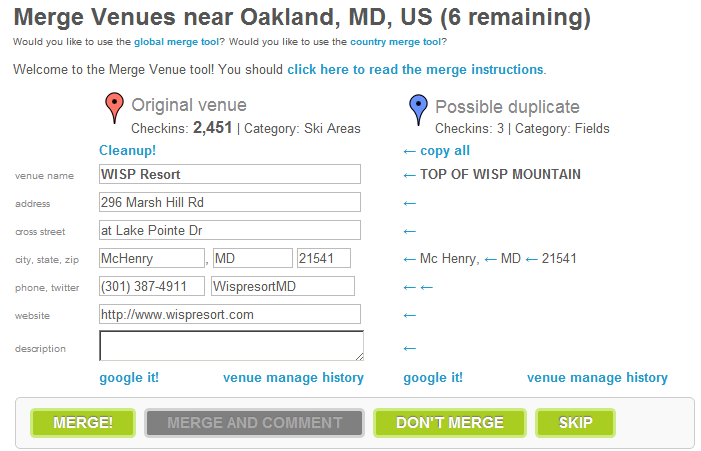 Merge Venues near Oakland, MD, US (6 remaining)
Would you like to use the global merge tool? Would you like to use the country merge tool?
Welcome to the Merge Venue tool! You should click here to read the merge instructions.
Original venue
Checkins: 2,451 | Category: Ski Areas
Possible duplicate
Checkins: 3 | Category: Fields
Cleanup!
← copy all
venue name WISP Resort ← TOP OF WISP MOUNTAIN
address 296 Marsh Hill Rd ←
cross street at Lake Pointe Dr ←
city, state, zip McHenry , MD 21541 ← Mc Henry, ← MD ← 21541
phone, twitter (301) 387-4911 WispresortMD ← ←
website http://www.wispresort.com ←
description ←
google it! venue manage history google it! venue manage history
MERGE! MERGE AND COMMENT DON'T MERGE SKIP